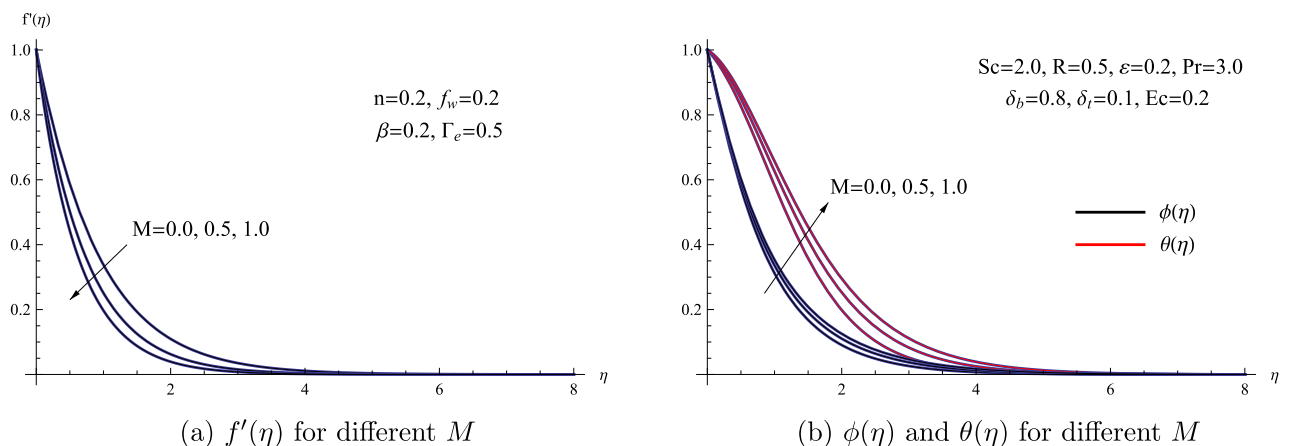 f'(η)
1.0
0.8
0.6
0.4
0.2
2
4
6
8
η
n=0.2, f_w=0.2
β=0.2, Γ_e=0.5
M=0.0, 0.5, 1.0
(a) f′(η) for different M
1.0
0.8
0.6
0.4
0.2
2
4
6
8
η
Sc=2.0, R=0.5, ε=0.2, Pr=3.0
δ_b=0.8, δ_t=0.1, Ec=0.2
M=0.0, 0.5, 1.0
ϕ(η)
θ(η)
(b) ϕ(η) and θ(η) for different M